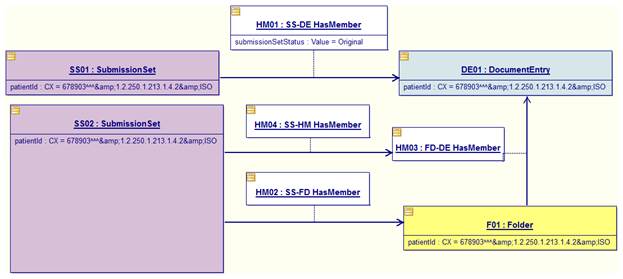 HM01 : SS-DE HasMember
submissionSetStatus : Value = Original
SS01 : SubmissionSet
patientId : CX = 678903^^^&amp;1.2.250.1.213.1.4.2&amp;ISO
DE01 : DocumentEntry
patientId : CX = 678903^^^&amp;1.2.250.1.213.1.4.2&amp;ISO
SS02 : SubmissionSet
patientId : CX = 678903^^^&amp;1.2.250.1.213.1.4.2&amp;ISO
HM04 : SS-HM HasMember
HM03 : FD-DE HasMember
HM02 : SS-FD HasMember
F01 : Folder
patientId : CX = 678903^^^&amp;1.2.250.1.213.1.4.2&amp;ISO